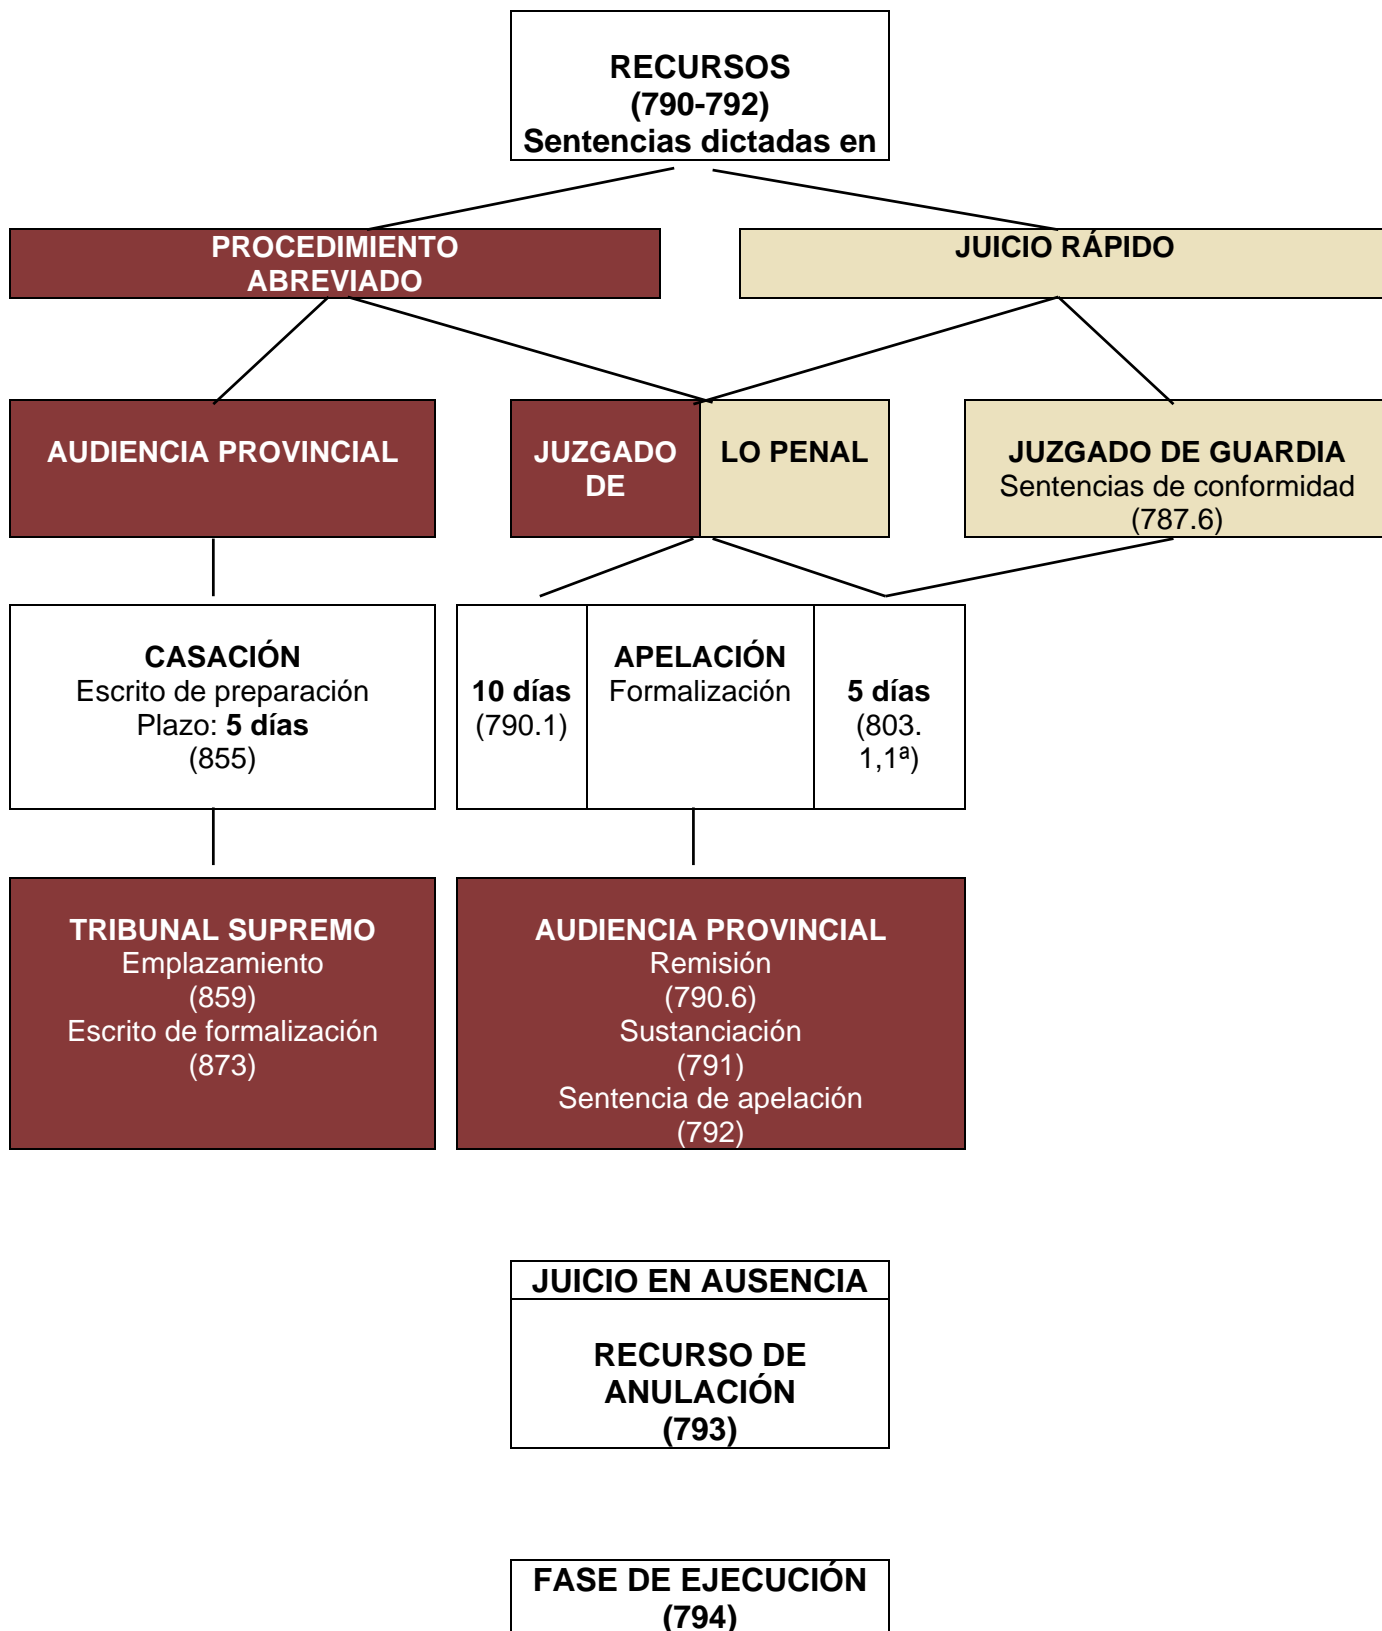 RECURSOS
(790-792)
Sentencias dictadas en
PROCEDIMIENTO
ABREVIADO
JUICIO RÁPIDO
AUDIENCIA PROVINCIAL
JUZGADO
DE
LO PENAL
JUZGADO DE GUARDIA
Sentencias de conformidad
(787.6)
CASACIÓN
Escrito de preparación
Plazo: 5 días
(855)
10 días
(790.1)
APELACIÓN
Formalización
5 días
(803.
1,1ª)
TRIBUNAL SUPREMO
Emplazamiento
(859)
Escrito de formalización
(873)
AUDIENCIA PROVINCIAL
Remisión
(790.6)
Sustanciación
(791)
Sentencia de apelación
(792)
JUICIO EN AUSENCIA
RECURSO DE
ANULACIÓN
(793)
FASE DE EJECUCIÓN
(794)